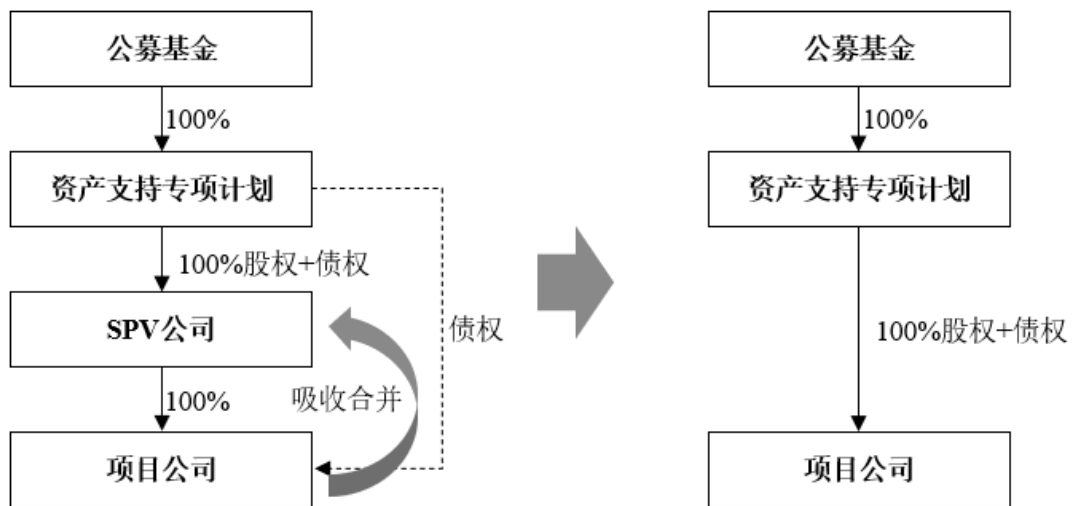 公募基金
100%
资产支持专项计划
100%股权+债权
SPV公司
债权
吸收合并
100%
项目公司
公募基金
100%
资产支持专项计划
100%股权+债权
项目公司